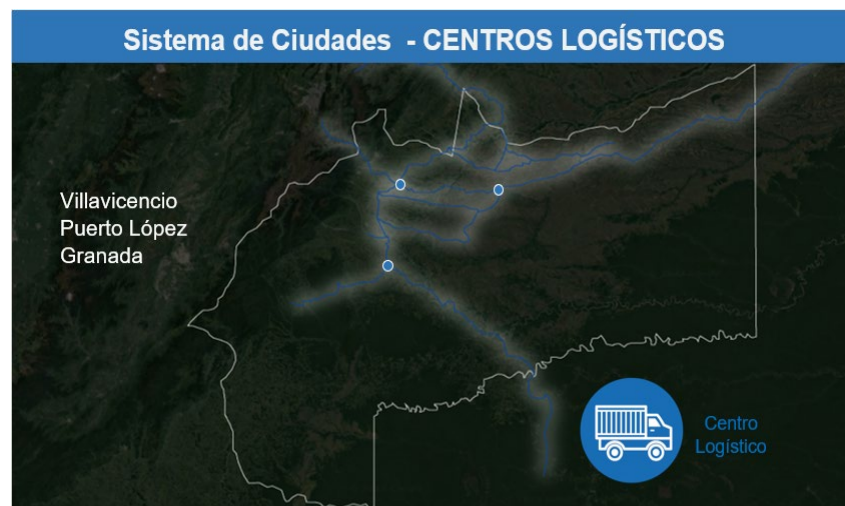 Sistema de Ciudades - CENTROS LOGÍSTICOS
Villavicencio
Puerto López
Granada
Centro
Logístico